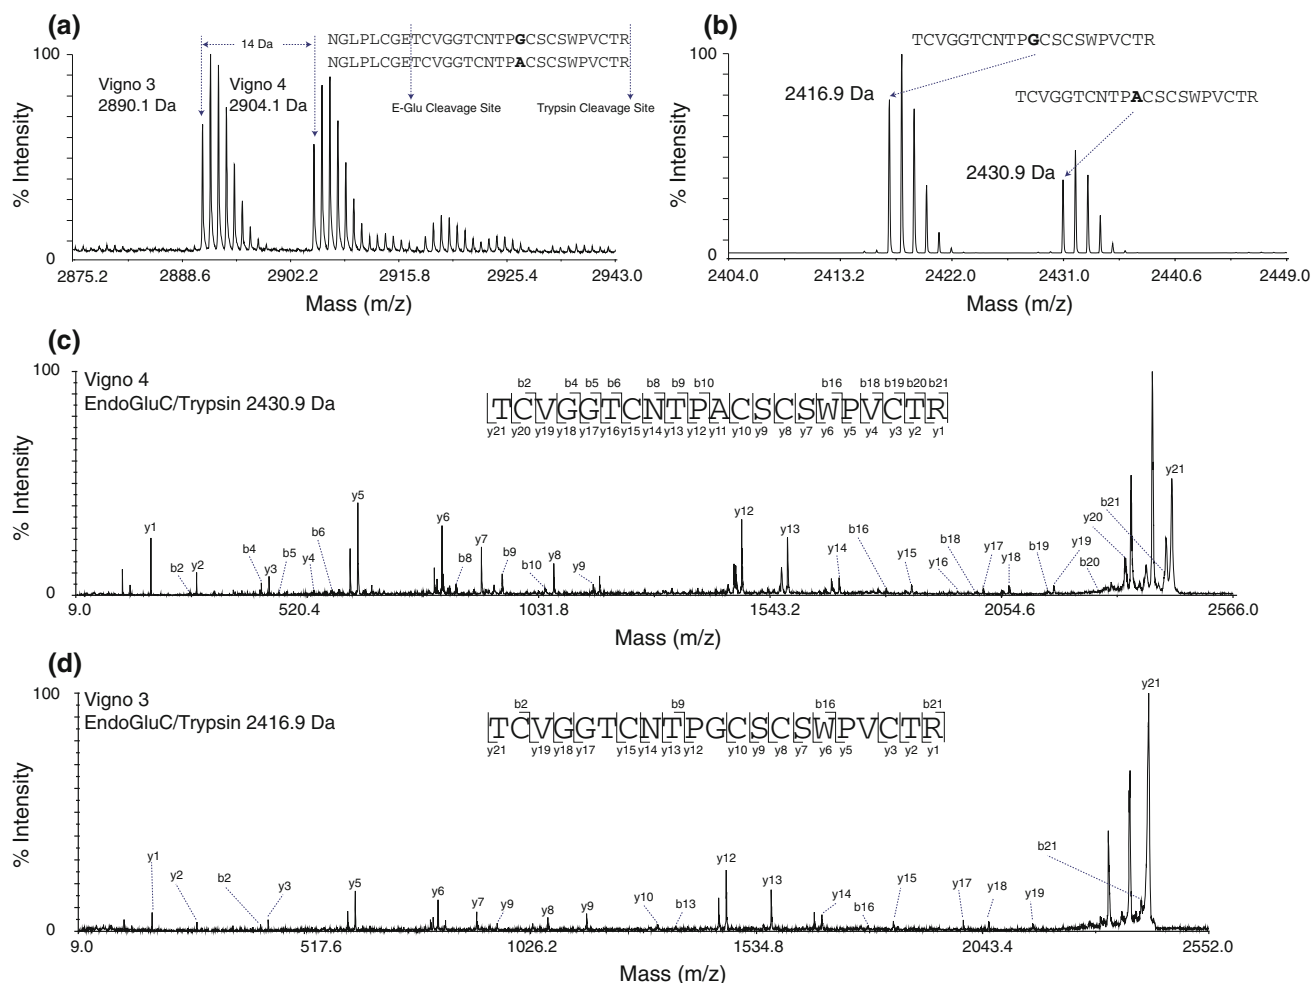 (a)
14 Da
NGLPLCGETCVGGTCNTPGCSCSWPVCTR
NGLPLCGETCVGGTCNTPACSCSWPVCTR
Vigno 3
2890.1 Da
Vigno 4
2904.1 Da
E-Glu Cleavage Site
Trypsin Cleavage Site
100
% Intensity
0
2875.2 2888.6 2902.2 2915.8 2925.4 2943.0
Mass (m/z)
(b)
TCVGGTCNTPGCSCSWPVCTR
TCVGGTCNTPACSCSWPVCTR
2416.9 Da
2430.9 Da
100
% Intensity
0
2404.0 2413.2 2422.0 2431.0 2440.6 2449.0
Mass (m/z)
(c)
100
Vigno 4
EndoGluC/Trypsin 2430.9 Da
b2 b4 b5 b6 b8 b9 b10 b16 b18 b19 b20 b21
TCVGGTCNTPACSCSWPVCTR
y21 y20 y19 y18 y17 y16 y15 y14 y13 y12 y11 y10 y9 y8 y7 y6 y5 y4 y3 y2 y1
% Intensity
y1 b2 y2 b4 y3 b5 y4 b6 y5 y6 b8 y7 b9 b10 y8 y9 y12 y13 y14 b16 y15 y16 b18 y17 y18 b19 y19 b20 y20 b21 y21
0
9.0 520.4 1031.8 1543.2 2054.6 2566.0
Mass (m/z)
(d)
100
Vigno 3
EndoGluC/Trypsin 2416.9 Da
b2 b9 b16 b21
TCVGGTCNTPGCSCSWPVCTR
y21 y19 y18 y17 y15 y14 y13 y12 y10 y9 y8 y7 y6 y5 y3 y2 y1
% Intensity
y1 y2 b2 y3 y5 y6 y7 y9 y8 y9 y10 b13 y12 y13 y14 b16 y15 y17 y18 y19 b21 y21
0
9.0 517.6 1026.2 1534.8 2043.4 2552.0
Mass (m/z)